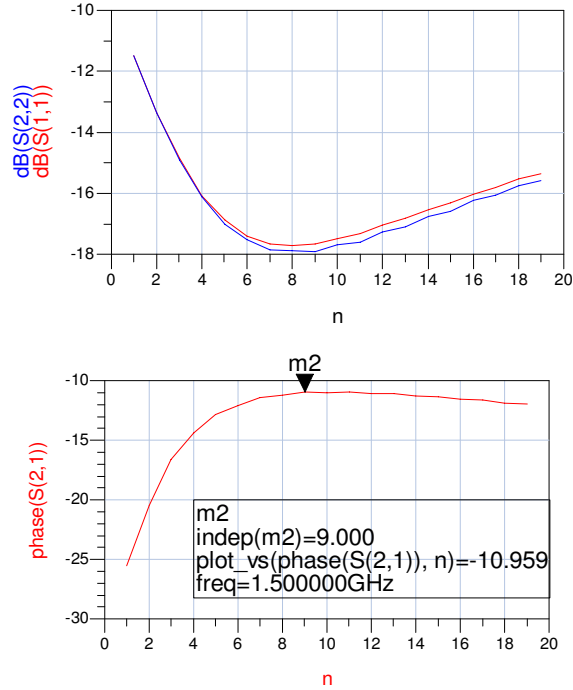 -10
-12
-14
-16
-18
dB(S(2,2))
dB(S(1,1))
0 2 4 6 8 10 12 14 16 18 20
n
m2
-10
-15
-20
-25
-30
phase(S(2,1))
m2
indep(m2)=9.000
plot_vs(phase(S(2,1)), n)=-10.959
freq=1.500000GHz
0 2 4 6 8 10 12 14 16 18 20
n